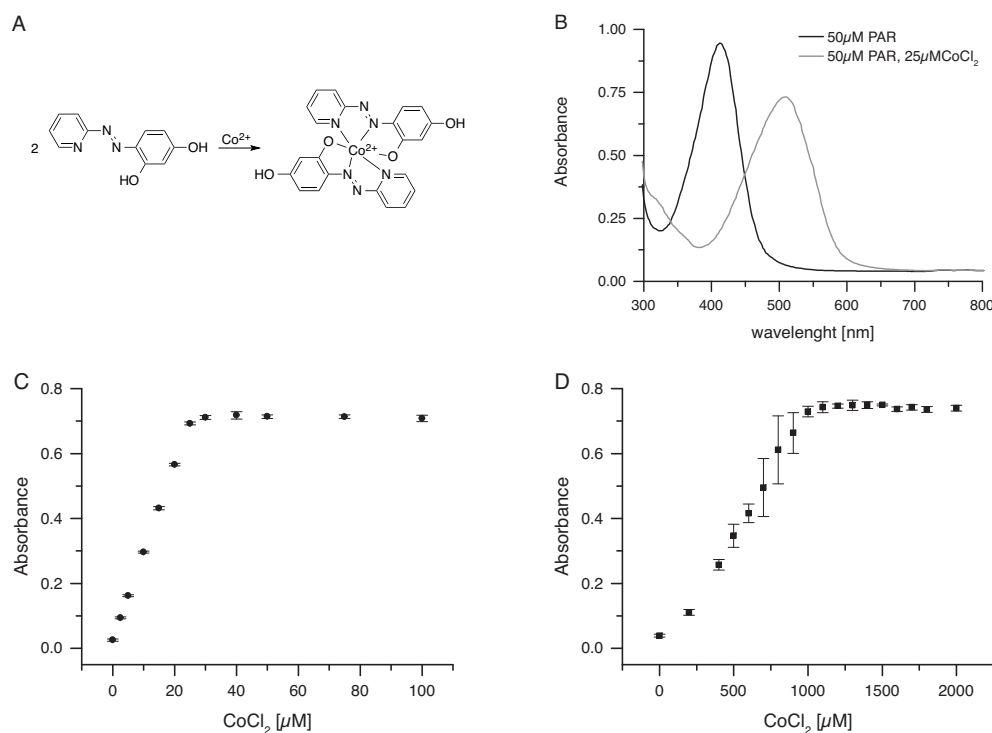 A
2
N
N
N
HO
OH
Co²⁺
N
N
N
O
OH
Co²⁺
O
HO
N
N
N
B
50µM PAR
50µM PAR, 25µMCoCl₂
1.00
0.75
0.50
0.25
0.00
Absorbance
300 400 500 600 700 800
wavelenght [nm]
C
0.8
0.6
0.4
0.2
0.0
Absorbance
0 20 40 60 80 100
CoCl₂ [µM]
D
0.8
0.6
0.4
0.2
0.0
Absorbance
0 500 1000 1500 2000
CoCl₂ [µM]